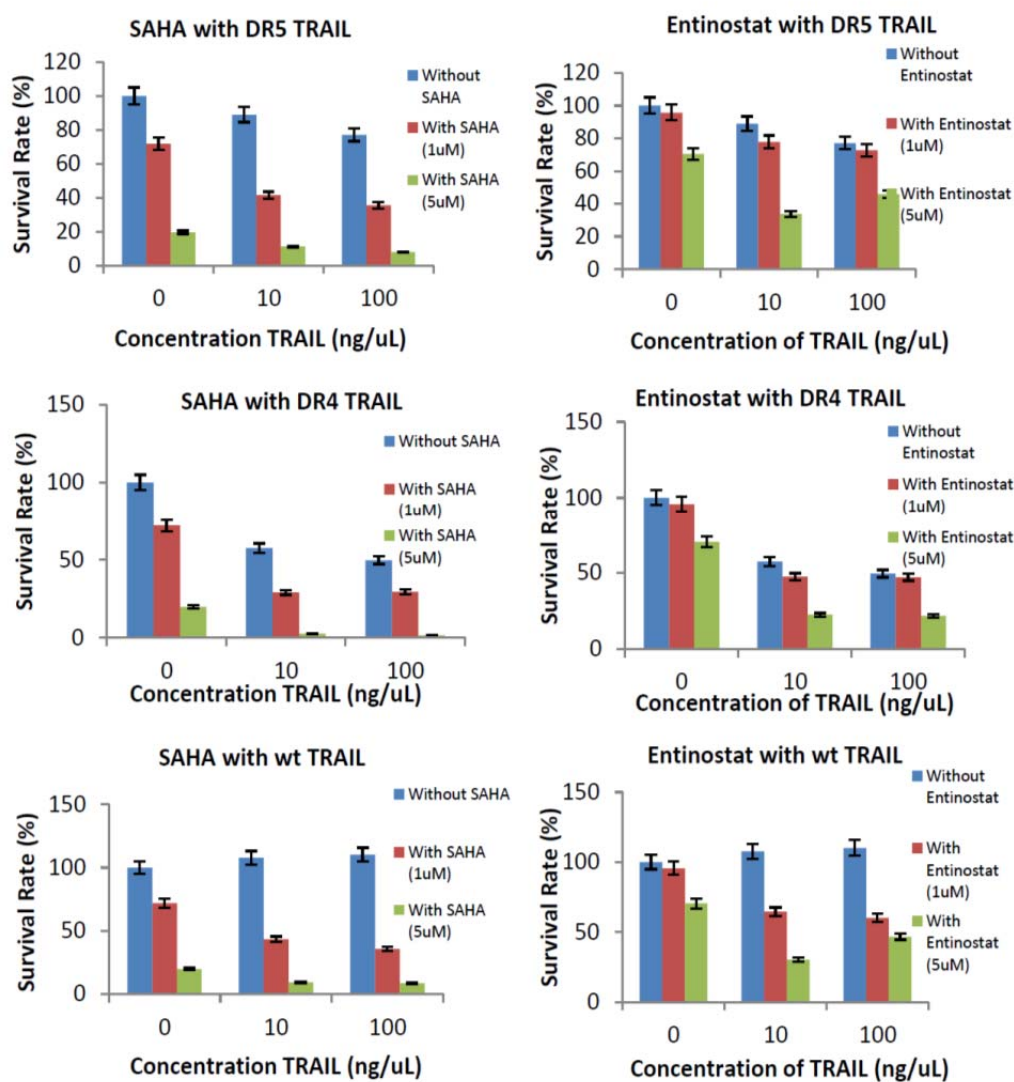 SAHA with DR5 TRAIL
Survival Rate (%)
120
100
80
60
40
20
0
0 10 100
Concentration TRAIL (ng/uL)
Without
SAHA
With SAHA
(1uM)
With SAHA
(5uM)
Entinostat with DR5 TRAIL
Survival Rate (%)
120
100
80
60
40
20
0
0 10 100
Concentration of TRAIL (ng/uL)
Without
Entinostat
With Entinostat
(1uM)
With Entinostat
(5uM)
SAHA with DR4 TRAIL
Survival Rate (%)
150
100
50
0
0 10 100
Concentration TRAIL (ng/uL)
Without SAHA
With SAHA
(1uM)
With SAHA
(5uM)
Entinostat with DR4 TRAIL
Survival Rate (%)
150
100
50
0
0 10 100
Concentration of TRAIL (ng/uL)
Without
Entinostat
With Entinostat
(1uM)
With Entinostat
(5uM)
SAHA with wt TRAIL
Survival Rate (%)
150
100
50
0
0 10 100
Concentration TRAIL (ng/uL)
Without SAHA
With SAHA
(1uM)
With SAHA
(5uM)
Entinostat with wt TRAIL
Survival Rate (%)
150
100
50
0
0 10 100
Concentration of TRAIL (ng/uL)
Without
Entinostat
With
Entinostat
(1uM)
With
Entinostat
(5uM)